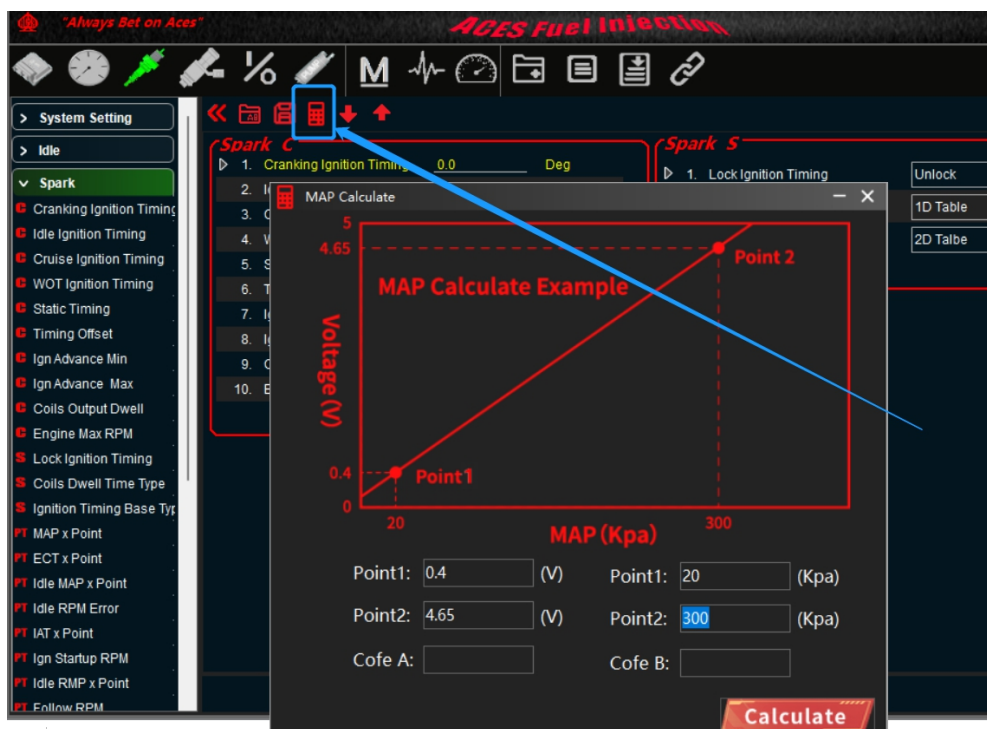 "Always Bet on Aces"
ACES Fuel Injection
M
System Setting
Idle
Spark
Cranking Ignition Timing
Idle Ignition Timing
Cruise Ignition Timing
WOT Ignition Timing
Static Timing
Timing Offset
Ign Advance Min
Ign Advance Max
Coils Output Dwell
Engine Max RPM
Lock Ignition Timing
Coils Dwell Time Type
Ignition Timing Base Typ
MAP x Point
ECT x Point
Idle MAP x Point
Idle RPM Error
IAT x Point
Ign Startup RPM
Idle RMP x Point
Follow RPM
Spark C
1. Cranking Ignition Timing 0.0 Deg
2.
3.
4.
5.
6.
7.
8.
9.
10.
Spark S
1. Lock Ignition Timing Unlock
1D Table
2D Talbe
MAP Calculate
5
4.65
Point 2
MAP Calculate Example
Voltage (V)
0.4
Point1
0
20
300
MAP (Kpa)
Point1: 0.4 (V) Point1: 20 (Kpa)
Point2: 4.65 (V) Point2: 300 (Kpa)
Cofe A: Cofe B:
Calculate